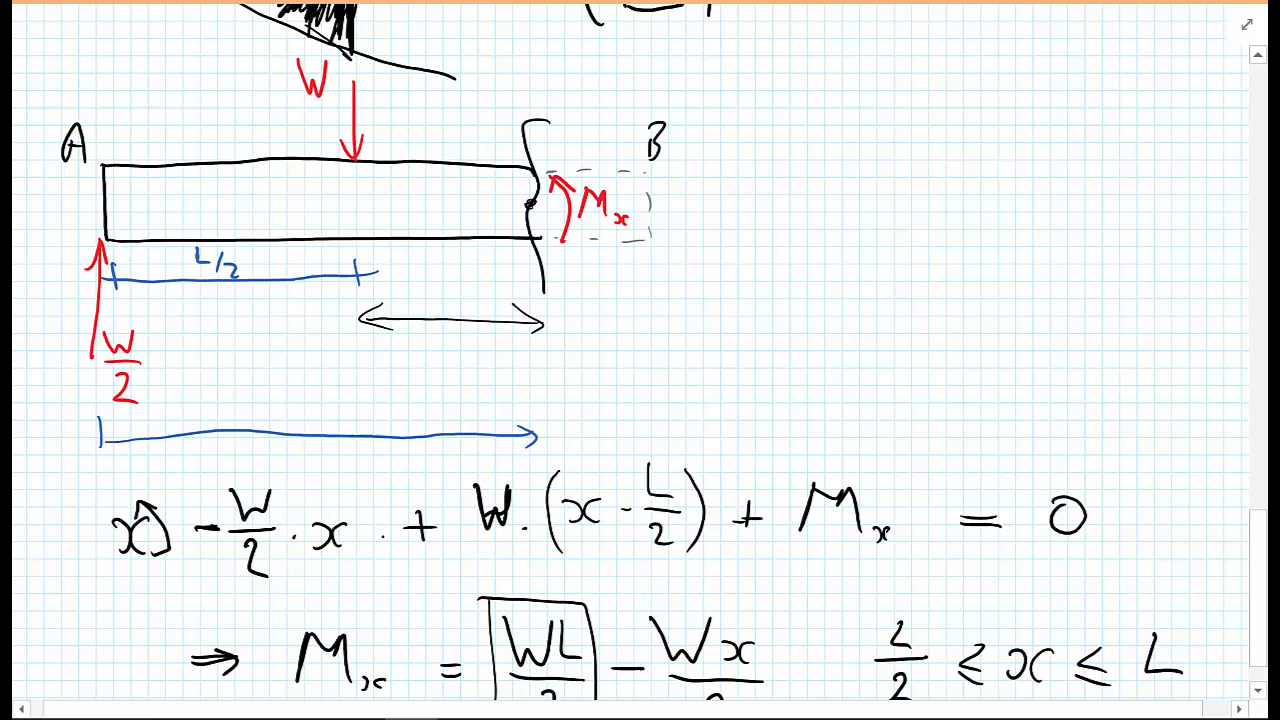 W
A B
Mx
L/2
W/2
x - W/2 . x . + W . (x - L/2) + Mx = 0
⇒ Mx = WL/2 - Wx/2 L/2 ≤ x ≤ L